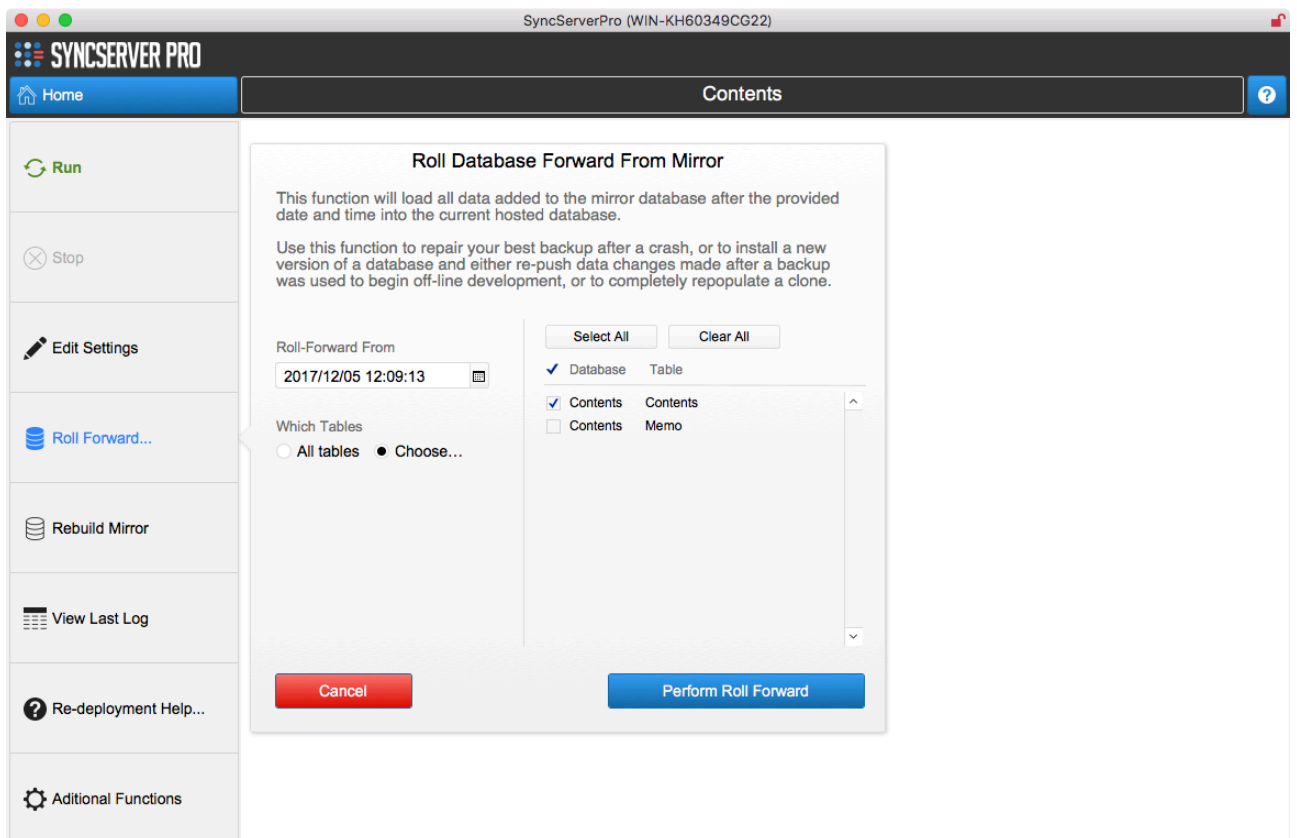 SyncServerPro (WIN-KH60349CG22)
SYNCSERVER PRO
Home
Contents
?
Run
Stop
Edit Settings
Roll Forward...
Rebuild Mirror
View Last Log
Re-deployment Help...
Aditional Functions
Roll Database Forward From Mirror
This function will load all data added to the mirror database after the provided
date and time into the current hosted database.
Use this function to repair your best backup after a crash, or to install a new
version of a database and either re-push data changes made after a backup
was used to begin off-line development, or to completely repopulate a clone.
Roll-Forward From
2017/12/05 12:09:13
Which Tables
All tables Choose…
Select All Clear All
Database Table
Contents Contents
Contents Memo
Cancel
Perform Roll Forward